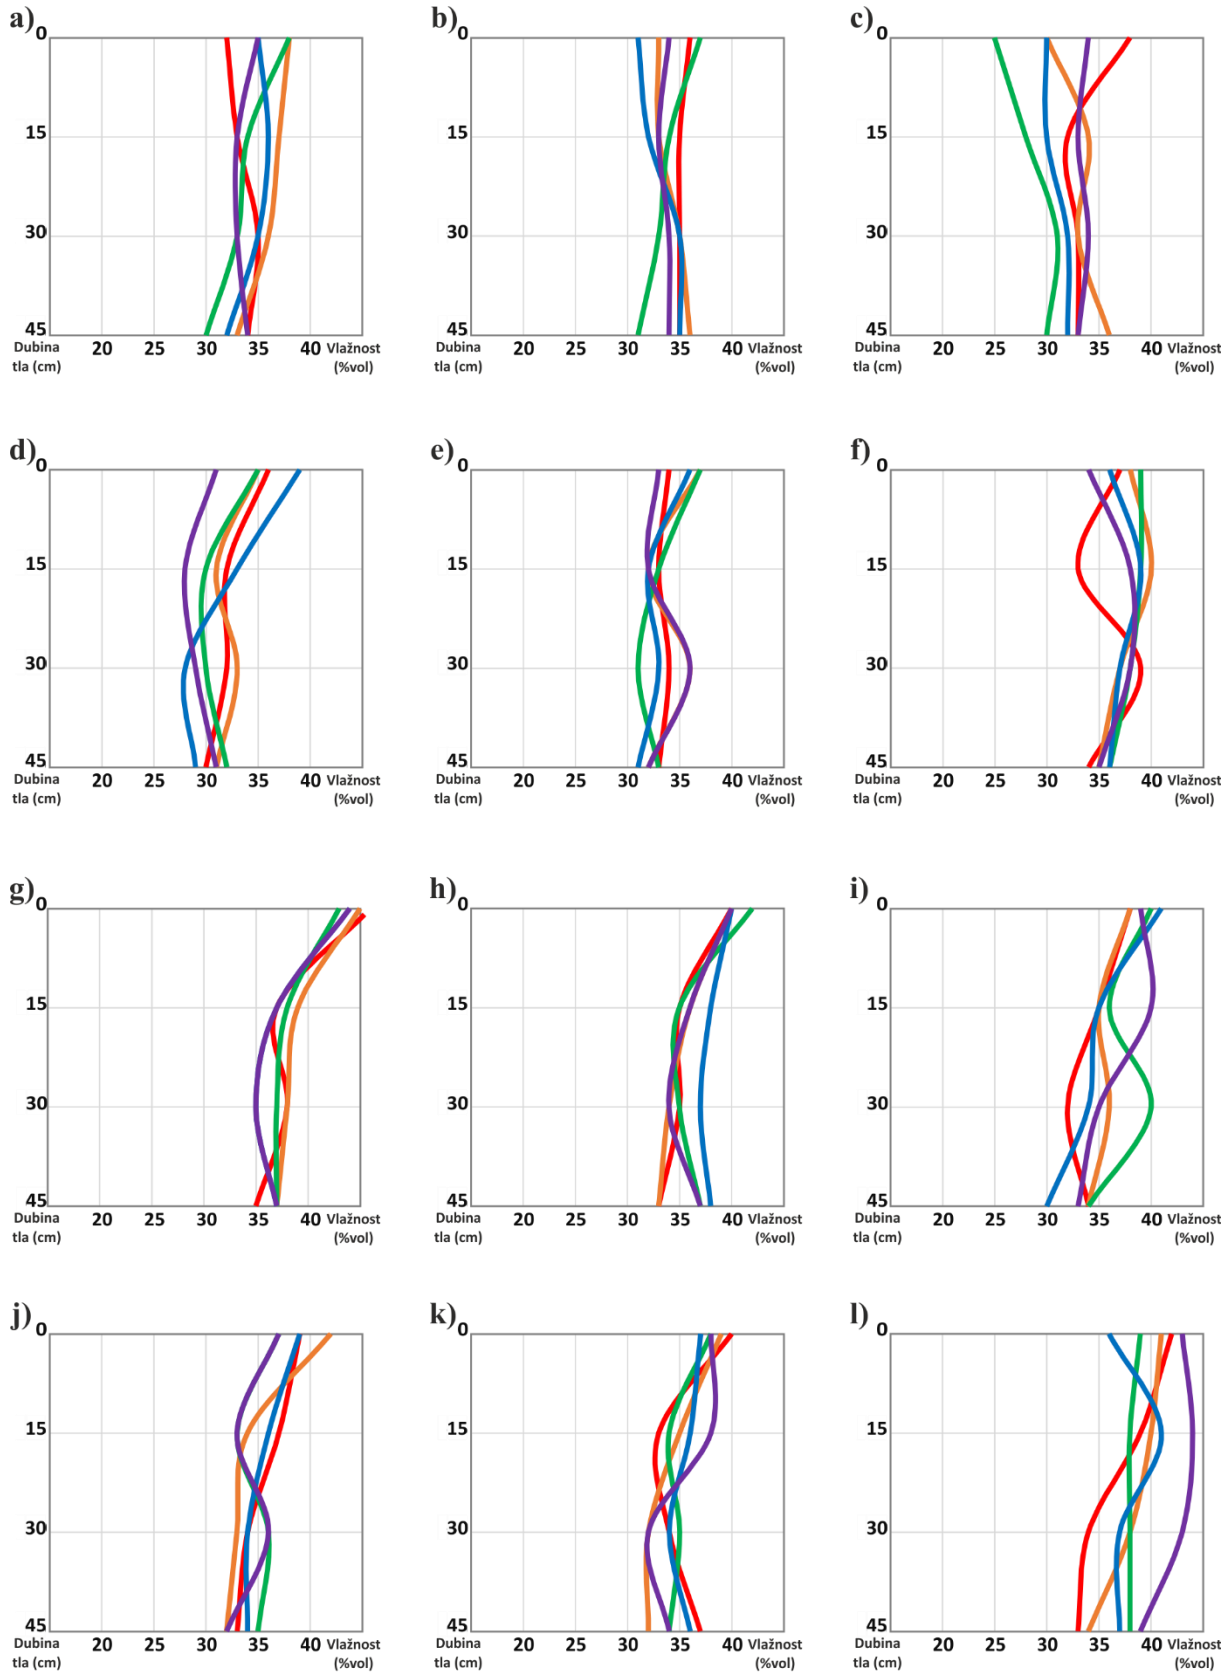 a)
0
15
30
45
Dubina
tla (cm)
20 25 30 35 40
Vlažnost
(%vol)
b)
0
15
30
45
Dubina
tla (cm)
20 25 30 35 40
Vlažnost
(%vol)
c)
0
15
30
45
Dubina
tla (cm)
20 25 30 35 40
Vlažnost
(%vol)
d)
0
15
30
45
Dubina
tla (cm)
20 25 30 35 40
Vlažnost
(%vol)
e)
0
15
30
45
Dubina
tla (cm)
20 25 30 35 40
Vlažnost
(%vol)
f)
0
15
30
45
Dubina
tla (cm)
20 25 30 35 40
Vlažnost
(%vol)
g)
0
15
30
45
Dubina
tla (cm)
20 25 30 35 40
Vlažnost
(%vol)
h)
0
15
30
45
Dubina
tla (cm)
20 25 30 35 40
Vlažnost
(%vol)
i)
0
15
30
45
Dubina
tla (cm)
20 25 30 35 40
Vlažnost
(%vol)
j)
0
15
30
45
Dubina
tla (cm)
20 25 30 35 40
Vlažnost
(%vol)
k)
0
15
30
45
Dubina
tla (cm)
20 25 30 35 40
Vlažnost
(%vol)
l)
0
15
30
45
Dubina
tla (cm)
20 25 30 35 40
Vlažnost
(%vol)